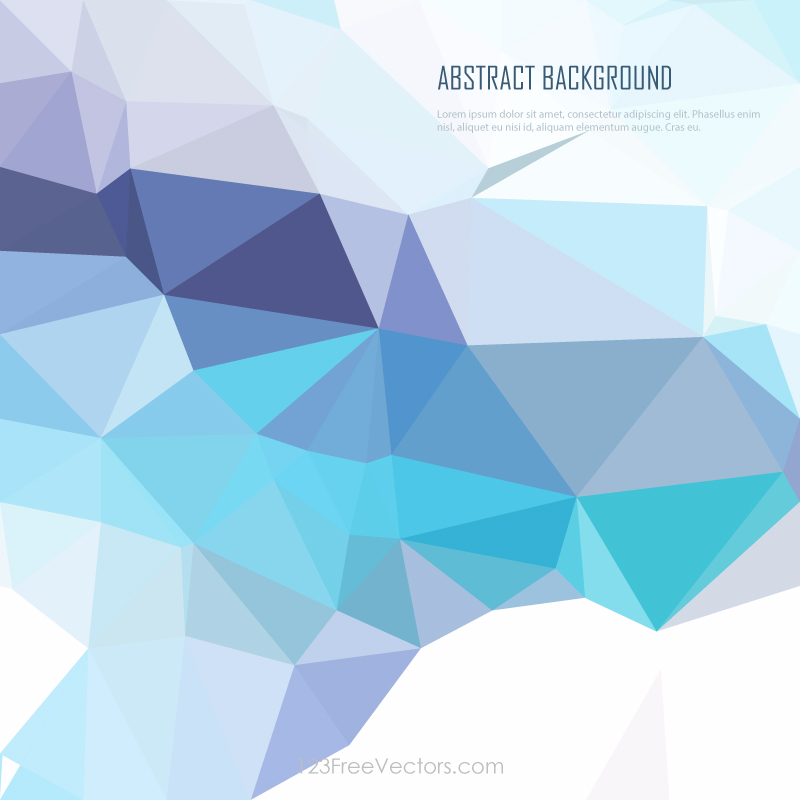 ABSTRACT BACKGROUND
Lorem ipsum dolor sit amet, consectetur adipiscing elit. Phasellus enim
nisl, aliquet eu nisi id, aliquam elementum augue. Cras eu.
123FreeVectors.com